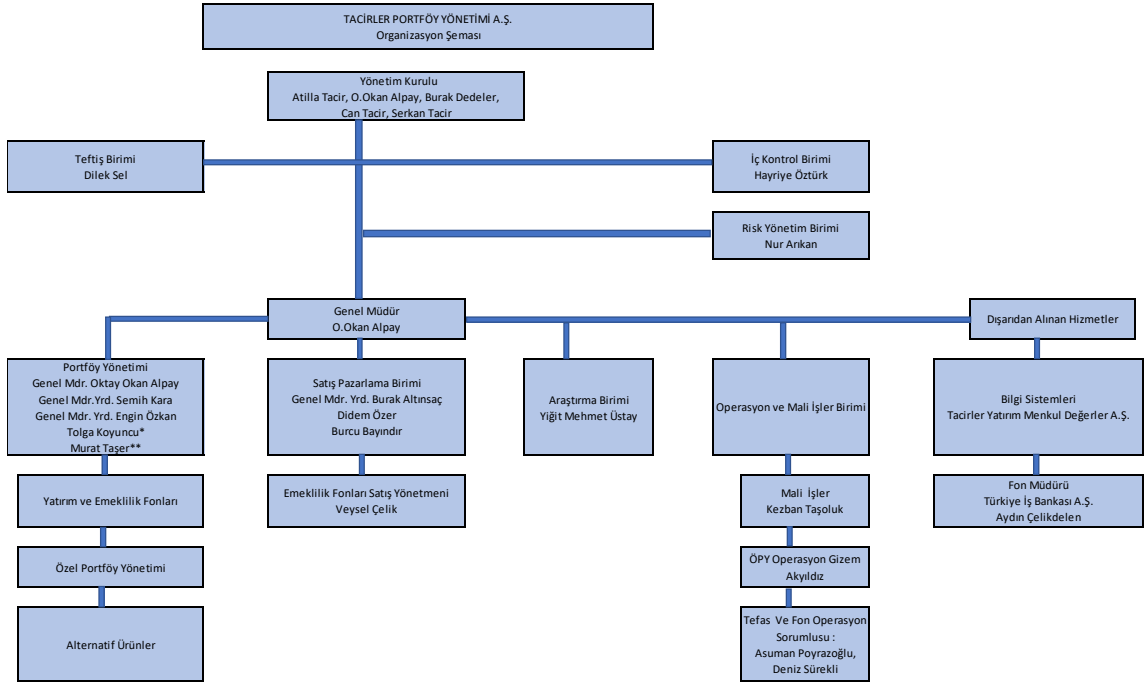 TACİRLER PORTFÖY YÖNETİMİ A.Ş.
Organizasyon Şeması
Yönetim Kurulu
Atilla Tacir, O.Okan Alpay, Burak Dedeler,
Can Tacir, Serkan Tacir
Teftiş Birimi
Dilek Sel
İç Kontrol Birimi
Hayriye Öztürk
Risk Yönetim Birimi
Nur Arıkan
Genel Müdür
O.Okan Alpay
Dışarıdan Alınan Hizmetler
Portföy Yönetimi
Genel Mdr. Oktay Okan Alpay
Genel Mdr.Yrd. Semih Kara
Genel Mdr. Yrd. Engin Özkan
Tolga Koyuncu*
Murat Taşer**
Satış Pazarlama Birimi
Genel Mdr. Yrd. Burak Altınsaç
Didem Özer
Burcu Bayındır
Araştırma Birimi
Yiğit Mehmet Üstay
Operasyon ve Mali İşler Birimi
Bilgi Sistemleri
Tacirler Yatırım Menkul Değerler A.Ş.
Yatırım ve Emeklilik Fonları
Emeklilik Fonları Satış Yönetmeni
Veysel Çelik
Mali  İşler
Kezban Taşoluk
Fon Müdürü
Türkiye İş Bankası A.Ş.
Aydın Çelikdelen
Özel Portföy Yönetimi
ÖPY Operasyon Gizem
Akyıldız
Alternatif Ürünler
Tefas  Ve Fon Operasyon
Sorumlusu :
Asuman Poyrazoğlu,
Deniz Sürekli